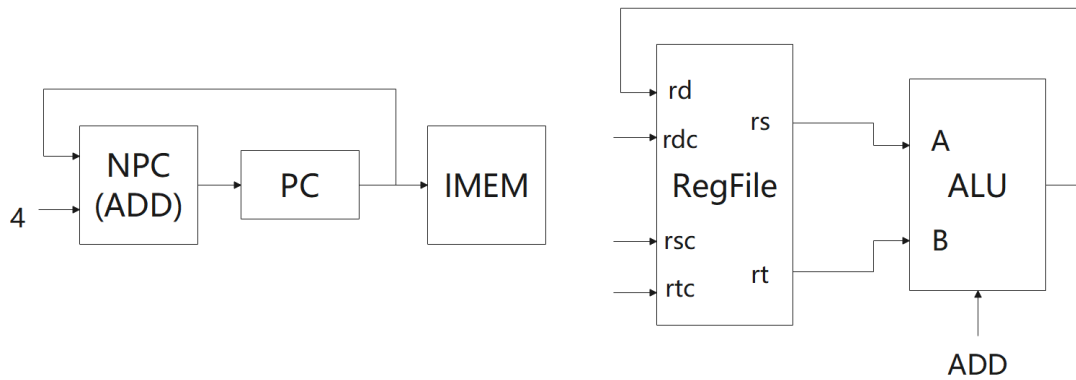 NPC
(ADD)
4
PC
IMEM
rd
rdc
rs
RegFile
rsc
rtc
rt
A
ALU
B
ADD